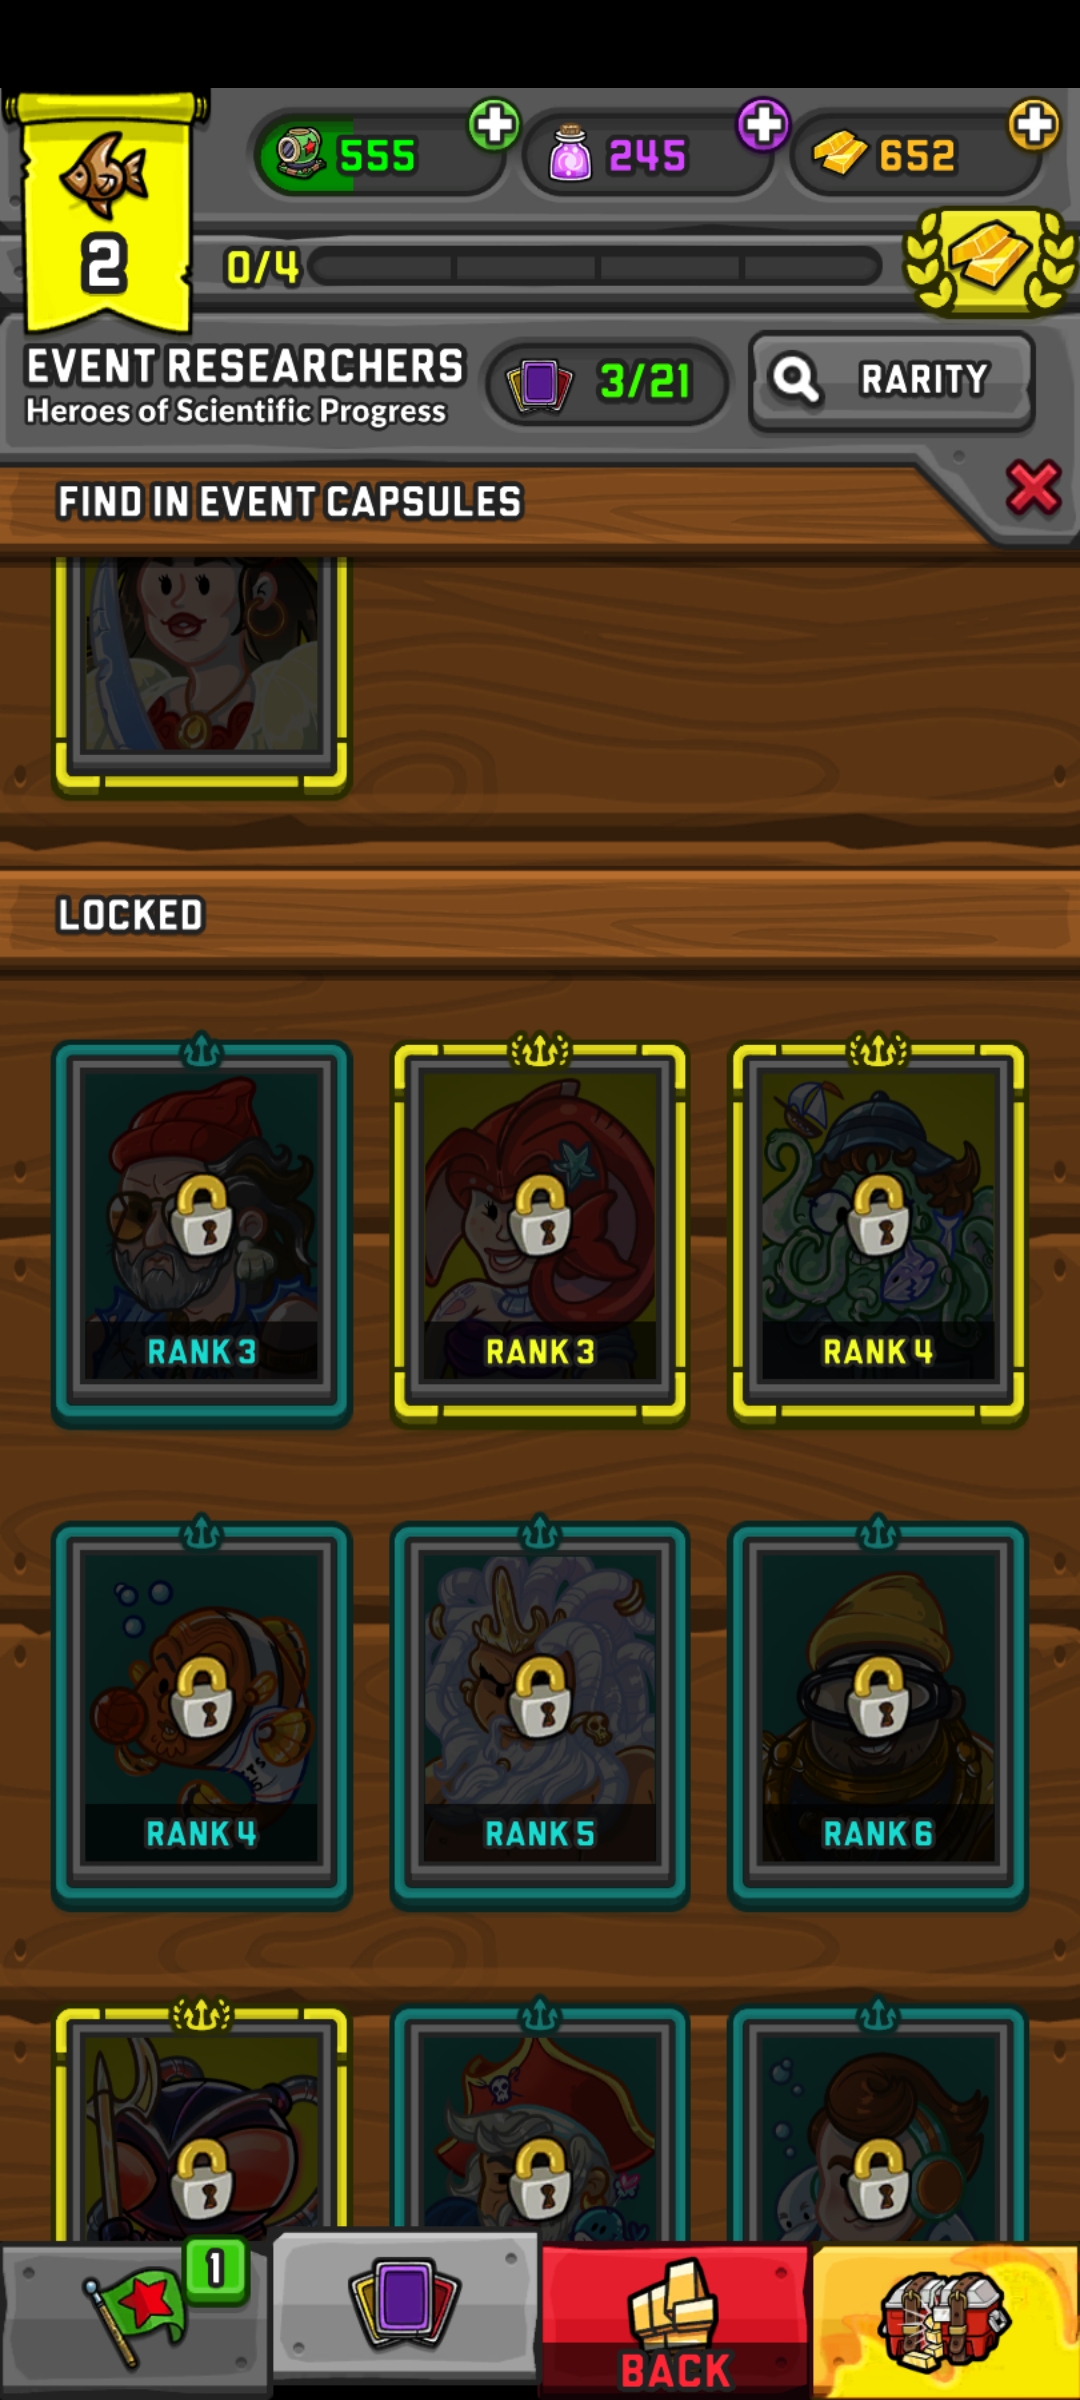 555
245
652
2
0/4
EVENT RESEARCHERS
Heroes of Scientific Progress
3/21
RARITY
FIND IN EVENT CAPSULES
LOCKED
RANK 3
RANK 3
RANK 4
RANK 4
RANK 5
RANK 6
1
BACK